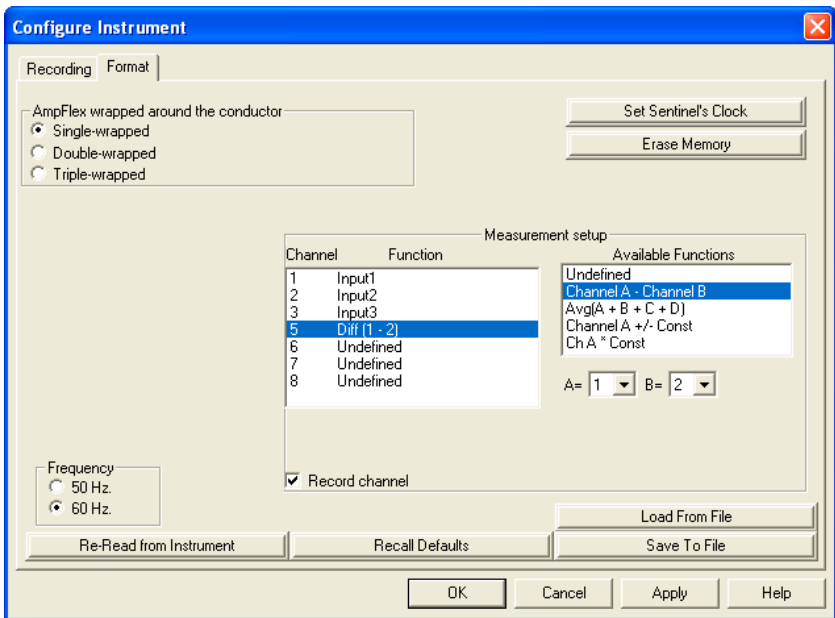 Configure Instrument
Recording Format
AmpFlex wrapped around the conductor
Single-wrapped
Double-wrapped
Triple-wrapped
Set Sentinel's Clock
Erase Memory
Measurement setup
Channel Function
1 Input1
2 Input2
3 Input3
5 Diff (1 - 2)
6 Undefined
7 Undefined
8 Undefined
Available Functions
Undefined
Channel A - Channel B
Avg(A + B + C + D)
Channel A +/- Const
Ch A * Const
A= 1 B= 2
Record channel
Frequency
50 Hz.
60 Hz.
Load From File
Re-Read from Instrument Recall Defaults Save To File
OK Cancel Apply Help